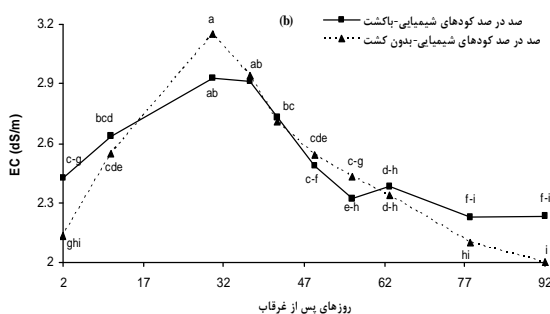 3.2
2.9
2.6
2.3
2
EC (dS/m)
(b)
صد در صد کودهای شیمیایی-باکشت
صد در صد کودهای شیمیایی-بدون کشت
a
ab
ab
bcd
cde
c-g
ghi
bc
cde
c-f
c-g
e-h
d-h
d-h
f-i
hi
f-i
i
2 17 32 47 62 77 92
روزهای پس از غرقاب